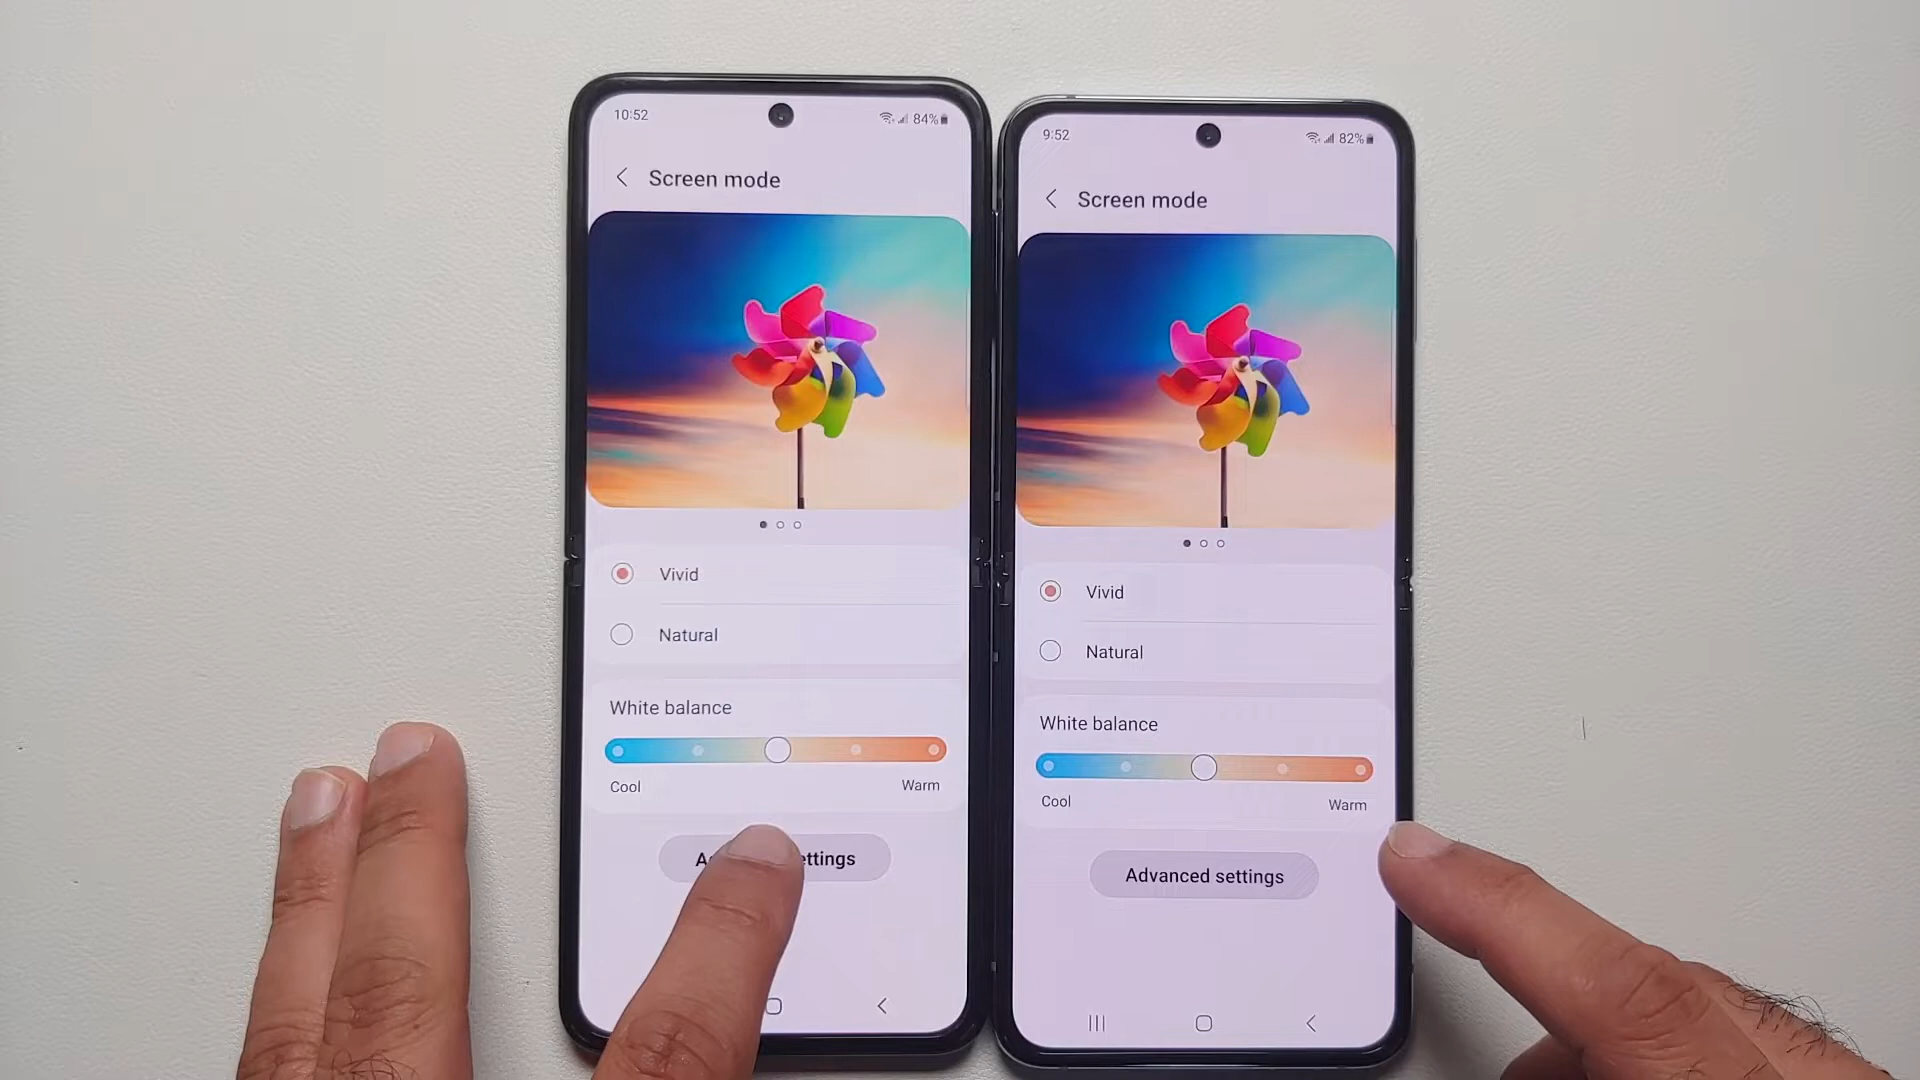 10:52
84%
Screen mode
Vivid
Natural
White balance
Cool
Warm
9:52
82%
Screen mode
Vivid
Natural
White balance
Cool
Warm
Advanced settings